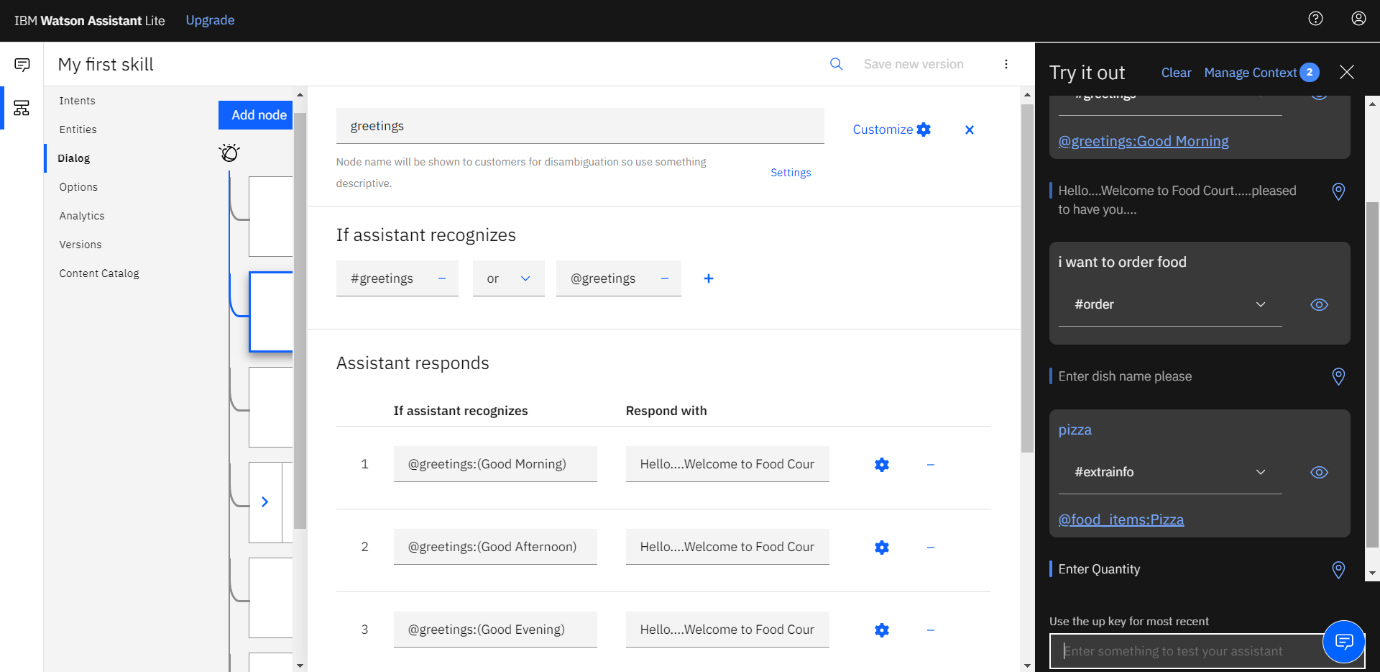 IBM Watson Assistant Lite Upgrade
My first skill
Save new version
Intents
Entities
Dialog
Options
Analytics
Versions
Content Catalog
Add node
greetings
Customize
Node name will be shown to customers for disambiguation so use something
descriptive.
Settings
If assistant recognizes
#greetings or @greetings
Assistant responds
If assistant recognizes Respond with
1 @greetings:(Good Morning) Hello....Welcome to Food Cour
2 @greetings:(Good Afternoon) Hello....Welcome to Food Cour
3 @greetings:(Good Evening) Hello....Welcome to Food Cour
Try it out Clear Manage Context 2
#greetings
@greetings:Good Morning
Hello....Welcome to Food Court.....pleased
to have you....
i want to order food
#order
Enter dish name please
pizza
#extrainfo
@food_items:Pizza
Enter Quantity
Use the up key for most recent
Enter something to test your assistant